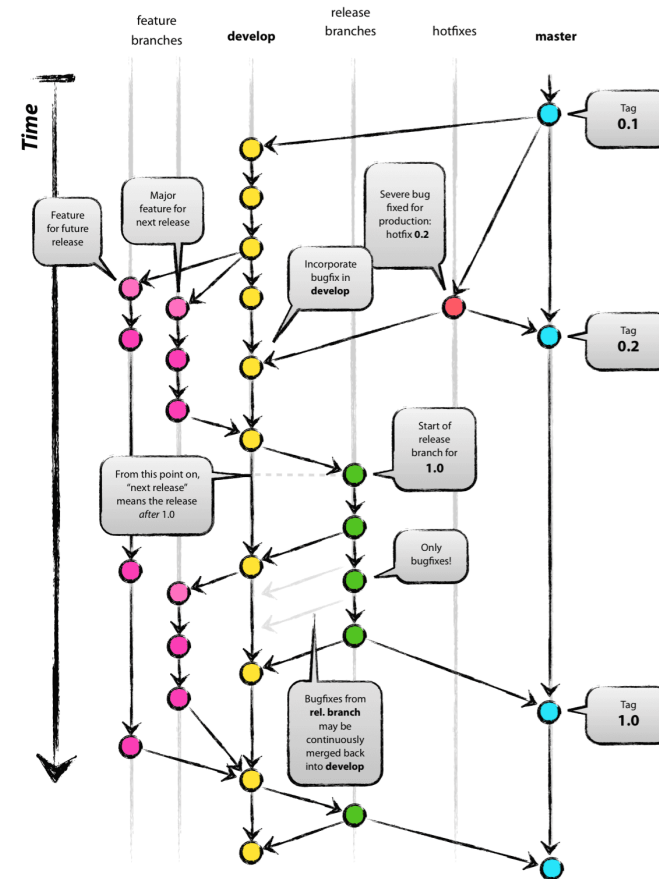 feature
branches
develop
release
branches
hotfixes
master
Time
Tag
0.1
Major
feature for
next release
Severe bug
fixed for
production:
hotfix 0.2
Feature
for future
release
Incorporate
bugfix in
develop
Tag
0.2
Start of
release
branch for
1.0
From this point on,
“next release”
means the release
after 1.0
Only
bugfixes!
Bugfixes from
rel. branch
may be
continuously
merged back
into develop
Tag
1.0